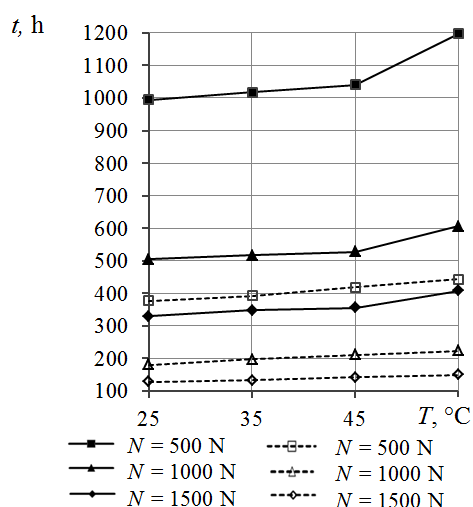 t, h
1200
1100
1000
900
800
700
600
500
400
300
200
100
25 35 45 T, °C
N = 500 N N = 500 N
N = 1000 N N = 1000 N
N = 1500 N N = 1500 N